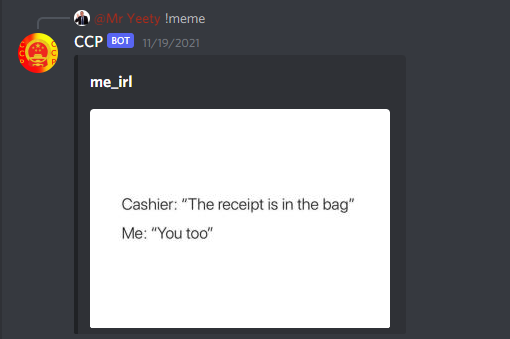 @Mr Yeety !meme
CCP BOT 11/19/2021
me_irl
Cashier: “The receipt is in the bag”
Me: “You too”